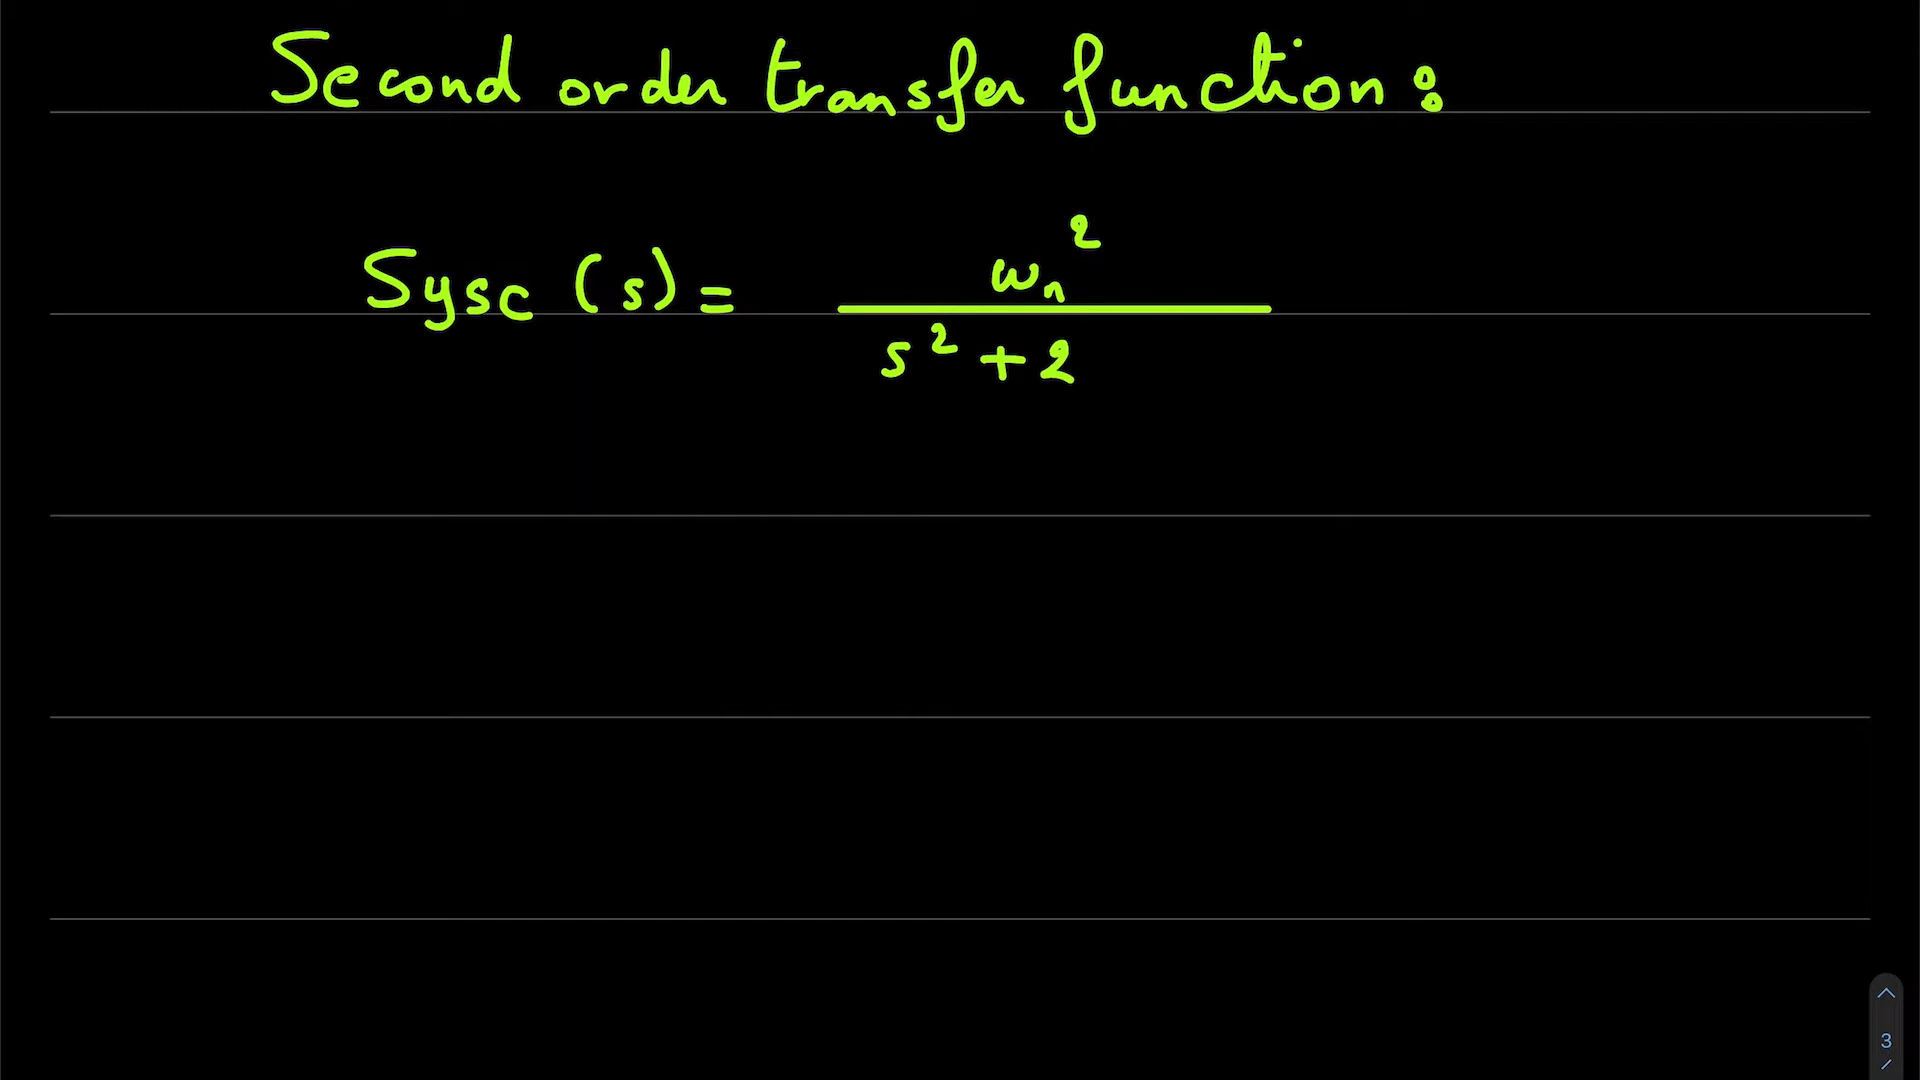 Second order transfer function:
Sysc (s) = ωn²
s² + 2
3